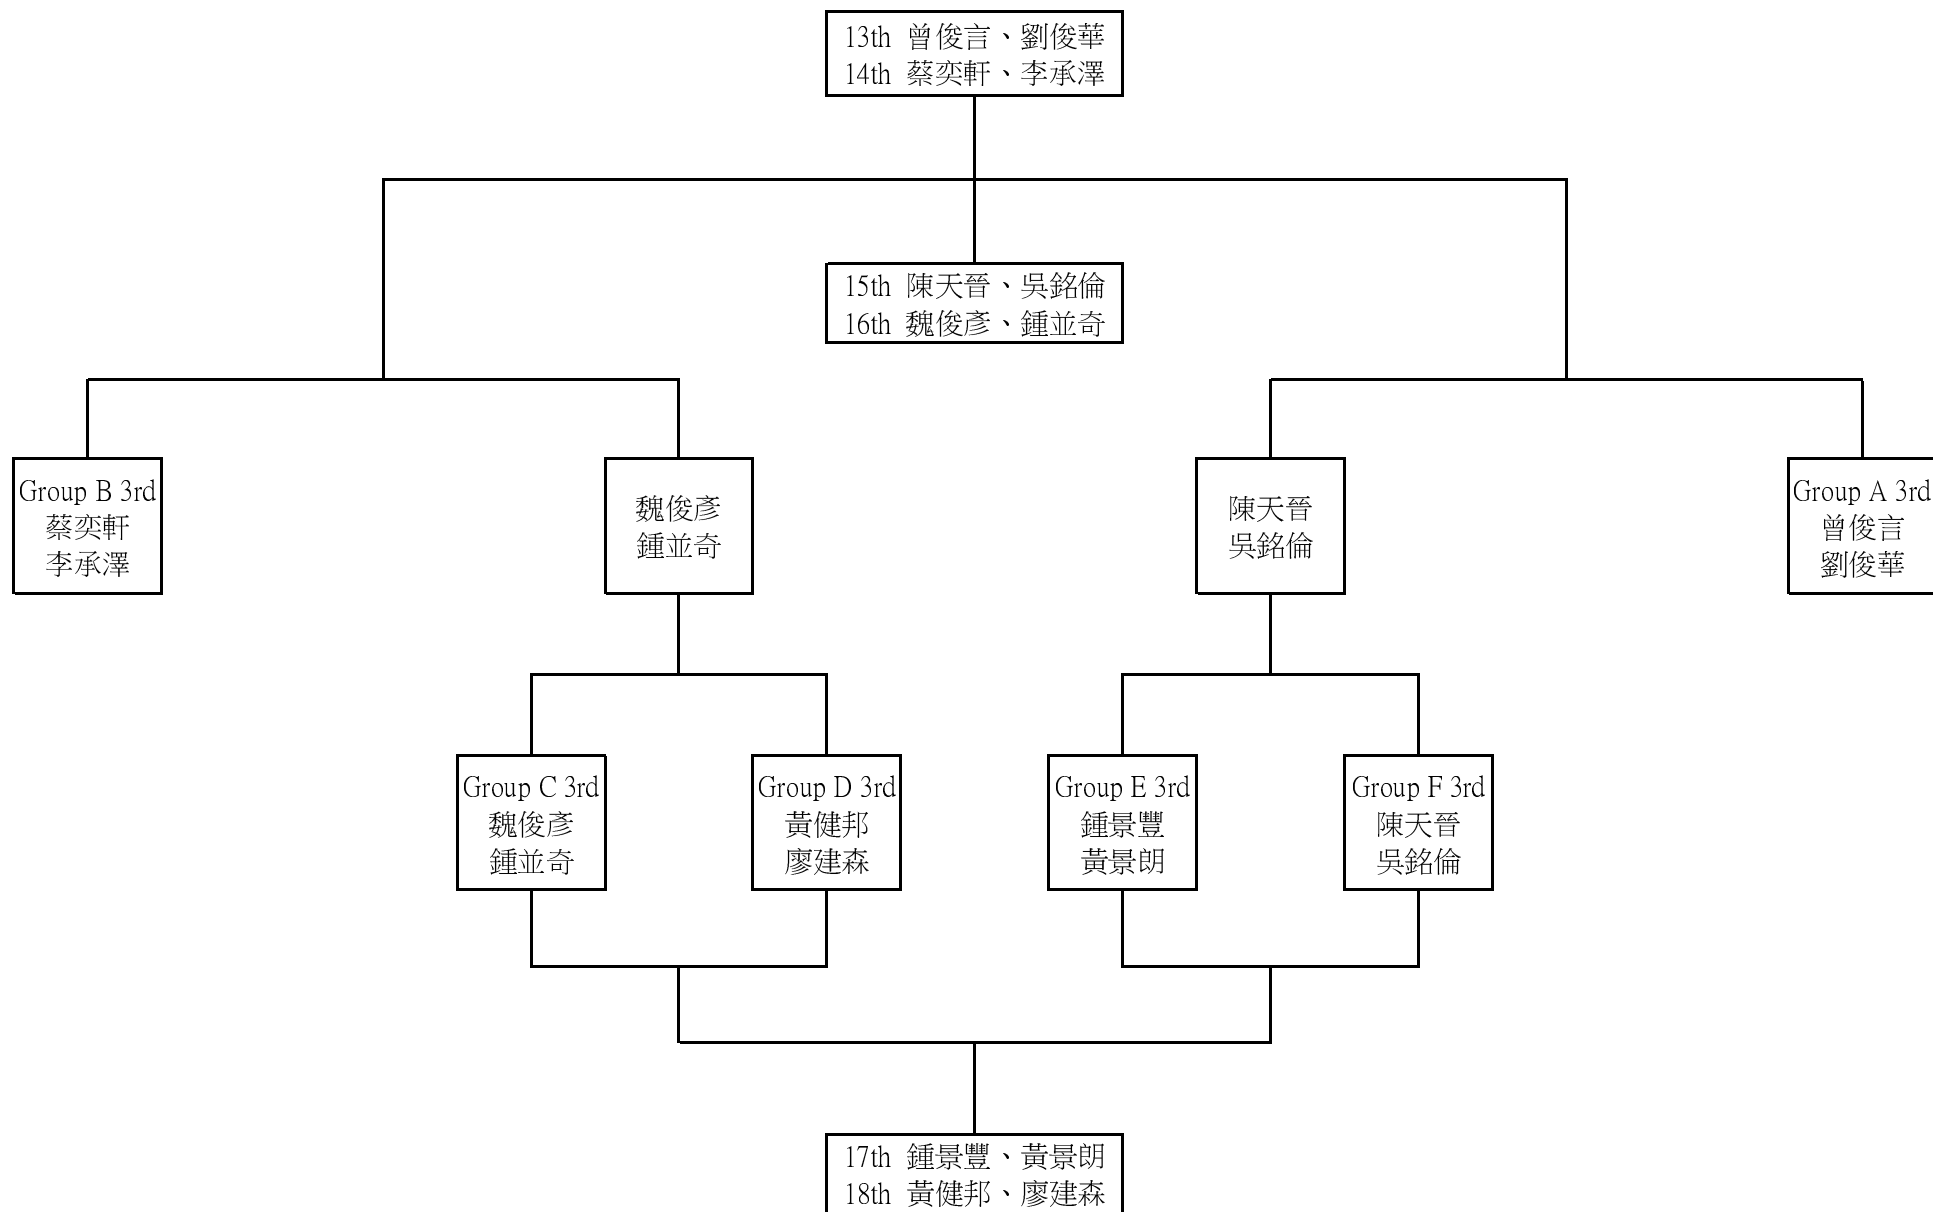 13th 曾俊言、劉俊華
14th 蔡奕軒、李承澤
15th 陳天晉、吳銘倫
16th 魏俊彥、鍾並奇
Group B 3rd
蔡奕軒
李承澤
魏俊彥
鍾並奇
陳天晉
吳銘倫
Group A 3rd
曾俊言
劉俊華
Group C 3rd
魏俊彥
鍾並奇
Group D 3rd
黃健邦
廖建森
Group E 3rd
鍾景豐
黃景朗
Group F 3rd
陳天晉
吳銘倫
17th 鍾景豐、黃景朗
18th 黃健邦、廖建森